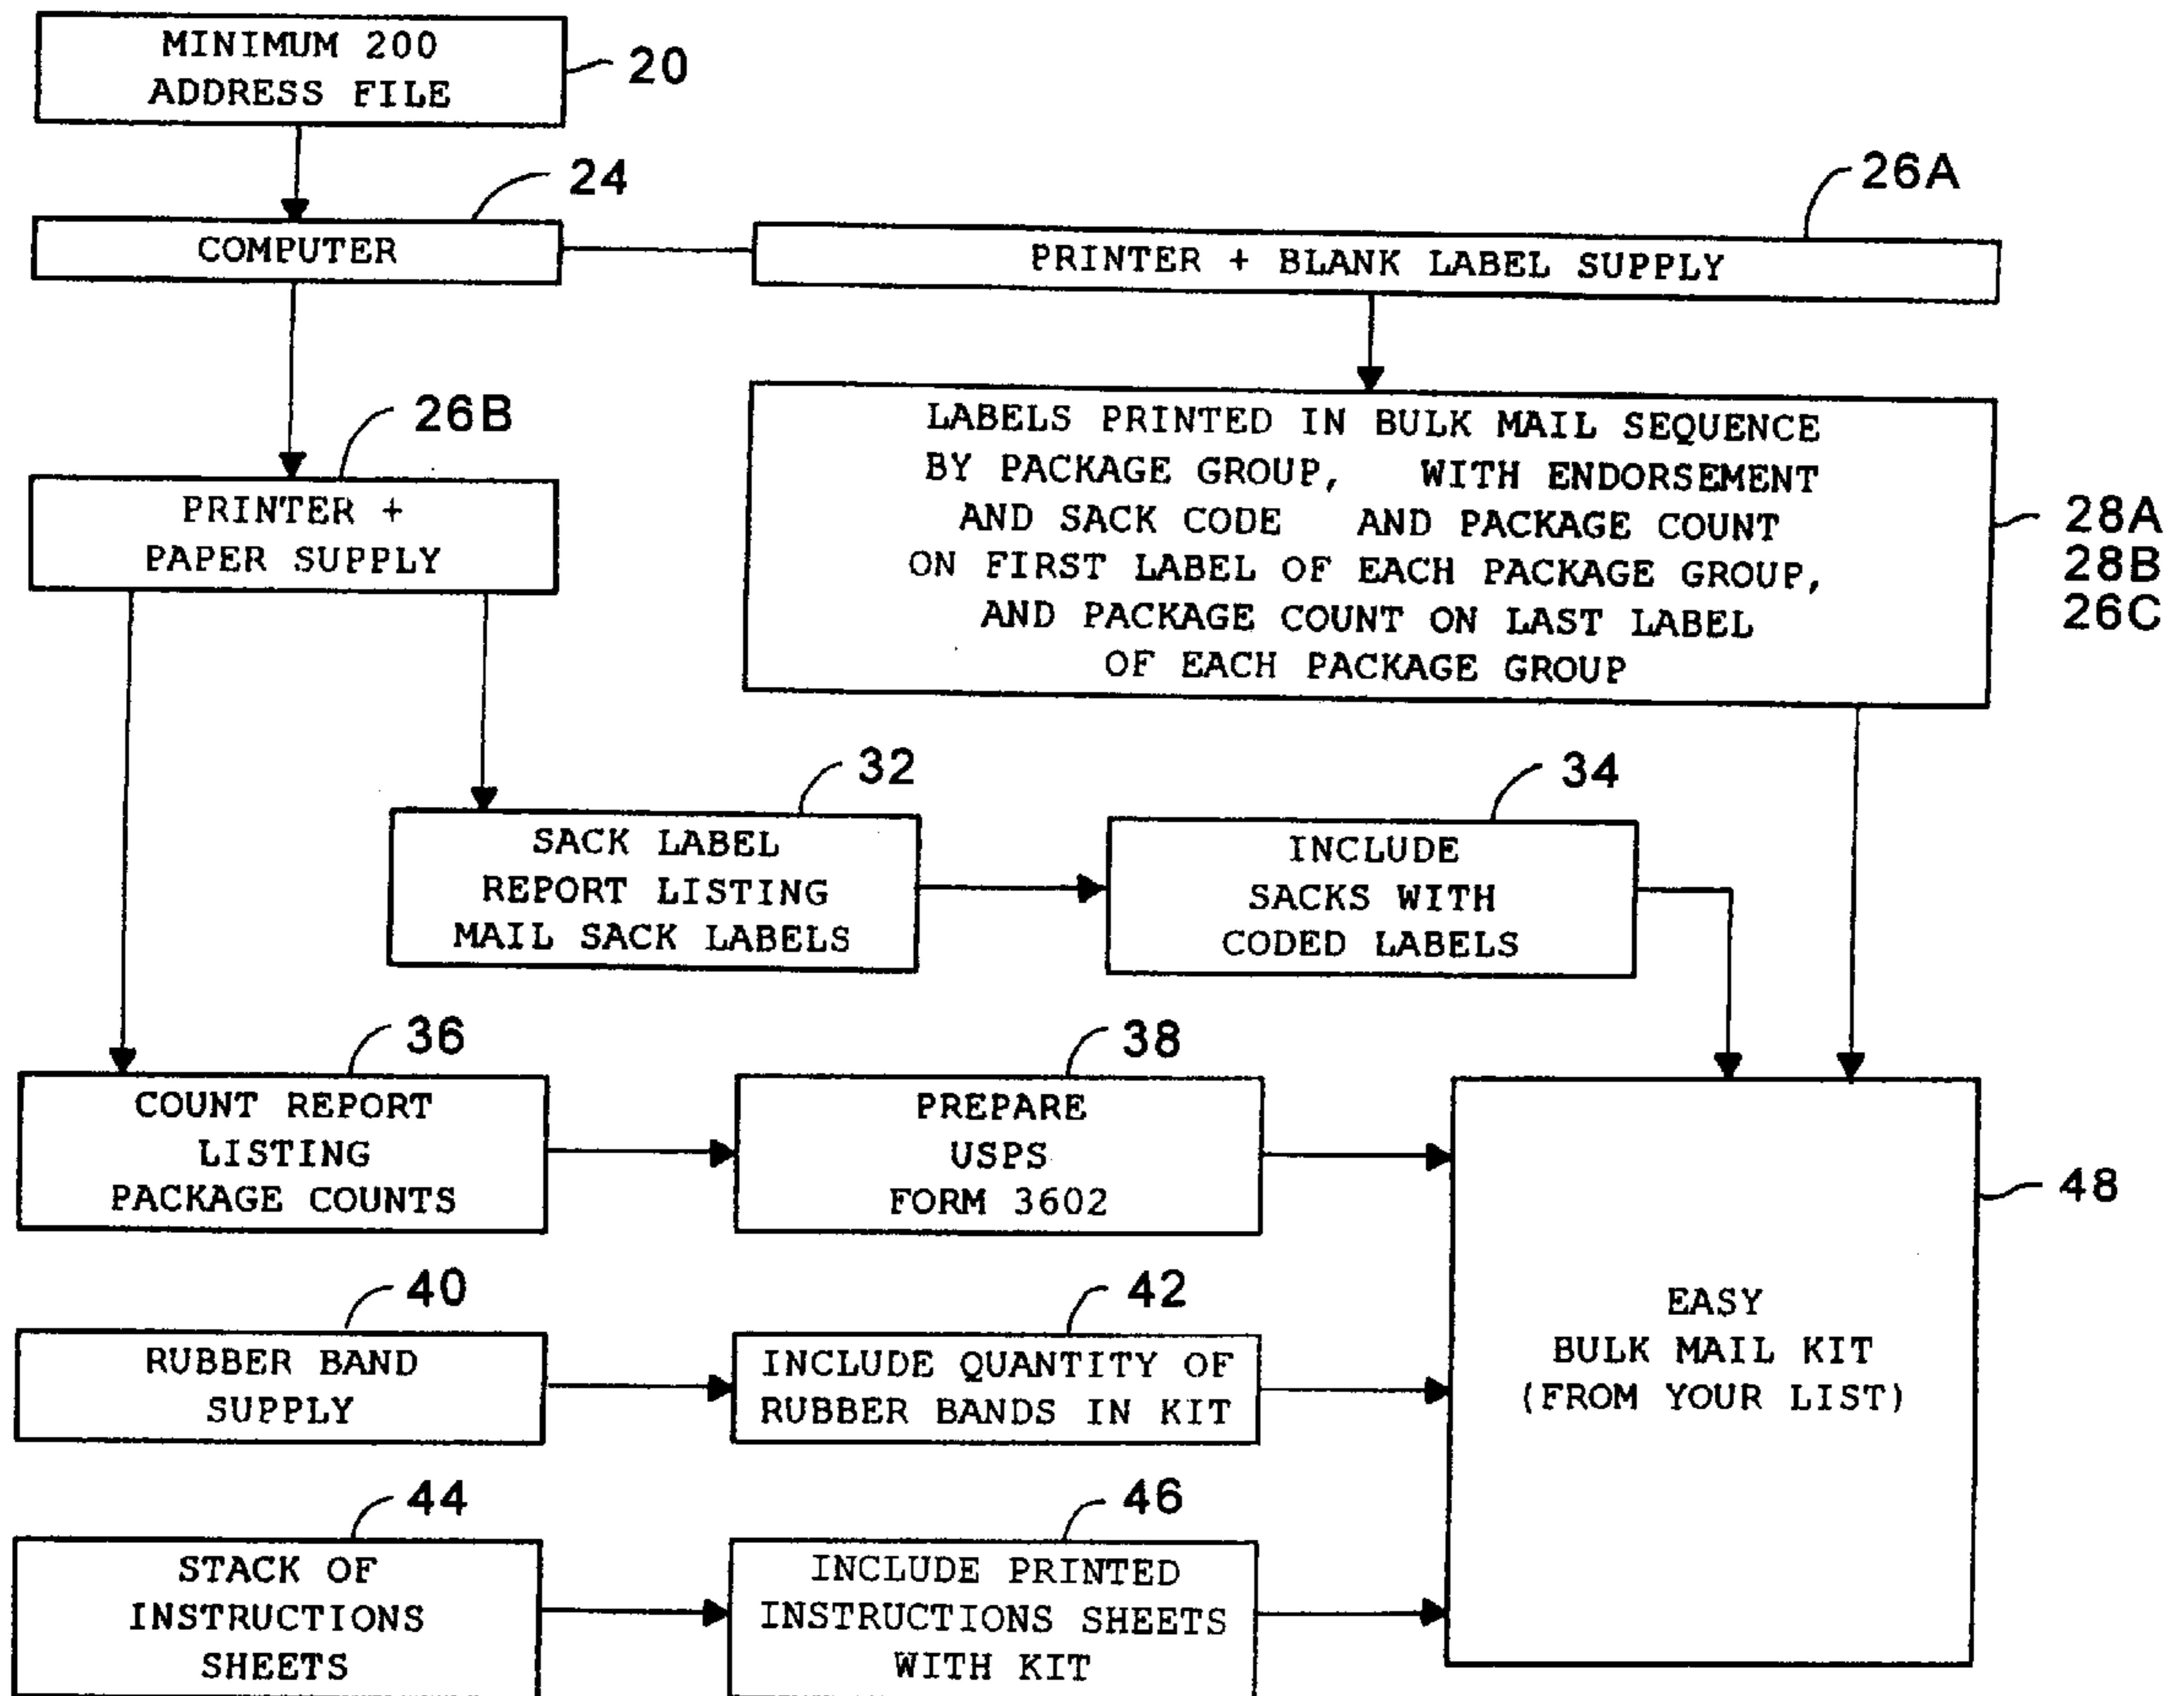 MINIMUM 200
ADDRESS FILE
20
24
COMPUTER
26A
PRINTER + BLANK LABEL SUPPLY
26B
PRINTER +
PAPER SUPPLY
LABELS PRINTED IN BULK MAIL SEQUENCE
BY PACKAGE GROUP, WITH ENDORSEMENT
AND SACK CODE AND PACKAGE COUNT
ON FIRST LABEL OF EACH PACKAGE GROUP,
AND PACKAGE COUNT ON LAST LABEL
OF EACH PACKAGE GROUP
28A
28B
26C
32
SACK LABEL
REPORT LISTING
MAIL SACK LABELS
34
INCLUDE
SACKS WITH
CODED LABELS
36
COUNT REPORT
LISTING
PACKAGE COUNTS
38
PREPARE
USPS
FORM 3602
40
RUBBER BAND
SUPPLY
42
INCLUDE QUANTITY OF
RUBBER BANDS IN KIT
44
STACK OF
INSTRUCTIONS
SHEETS
46
INCLUDE PRINTED
INSTRUCTIONS SHEETS
WITH KIT
EASY
BULK MAIL KIT
(FROM YOUR LIST)
48